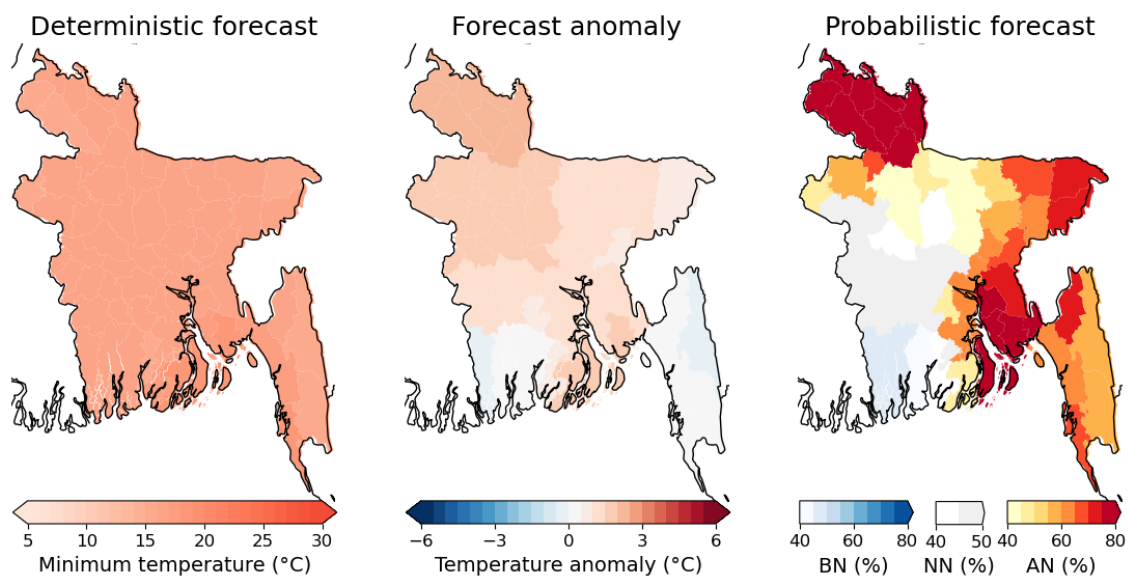 Deterministic forecast
Forecast anomaly
Probabilistic forecast
5 10 15 20 25 30
Minimum temperature (°C)
−6 −3 0 3 6
Temperature anomaly (°C)
40 60 80
BN (%)
40 50
NN (%)
40 60 80
AN (%)